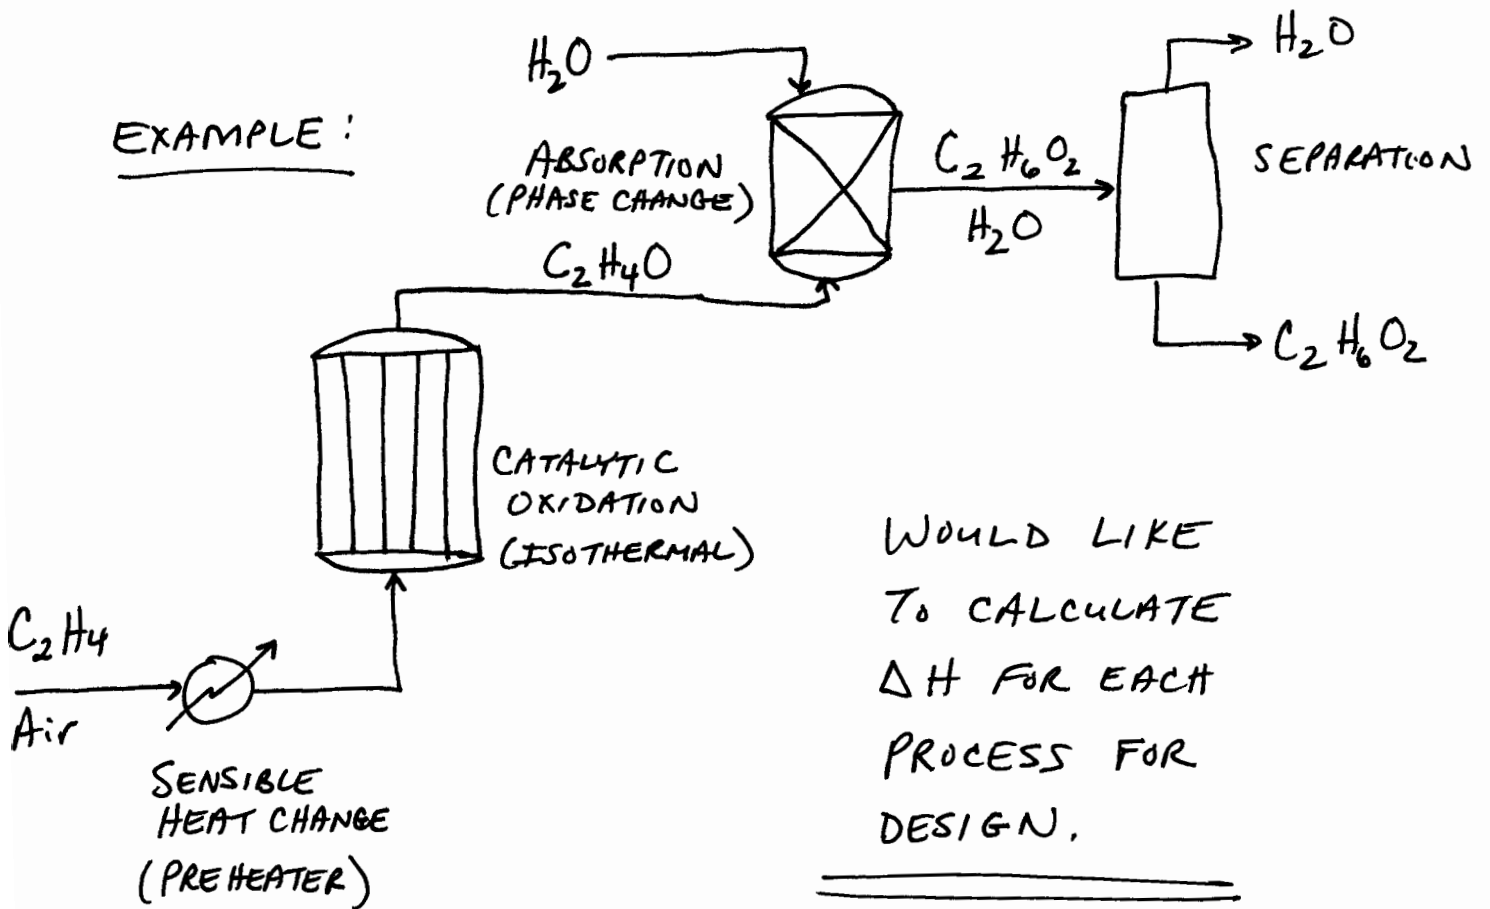 EXAMPLE:
H₂O
ABSORPTION
(PHASE CHANGE)
C₂H₄O
C₂H₆O₂
H₂O
H₂O
SEPARATION
C₂H₆O₂
CATALYTIC
OXIDATION
(ISOTHERMAL)
C₂H₄
Air
SENSIBLE
HEAT CHANGE
(PREHEATER)
WOULD LIKE
TO CALCULATE
ΔH FOR EACH
PROCESS FOR
DESIGN.